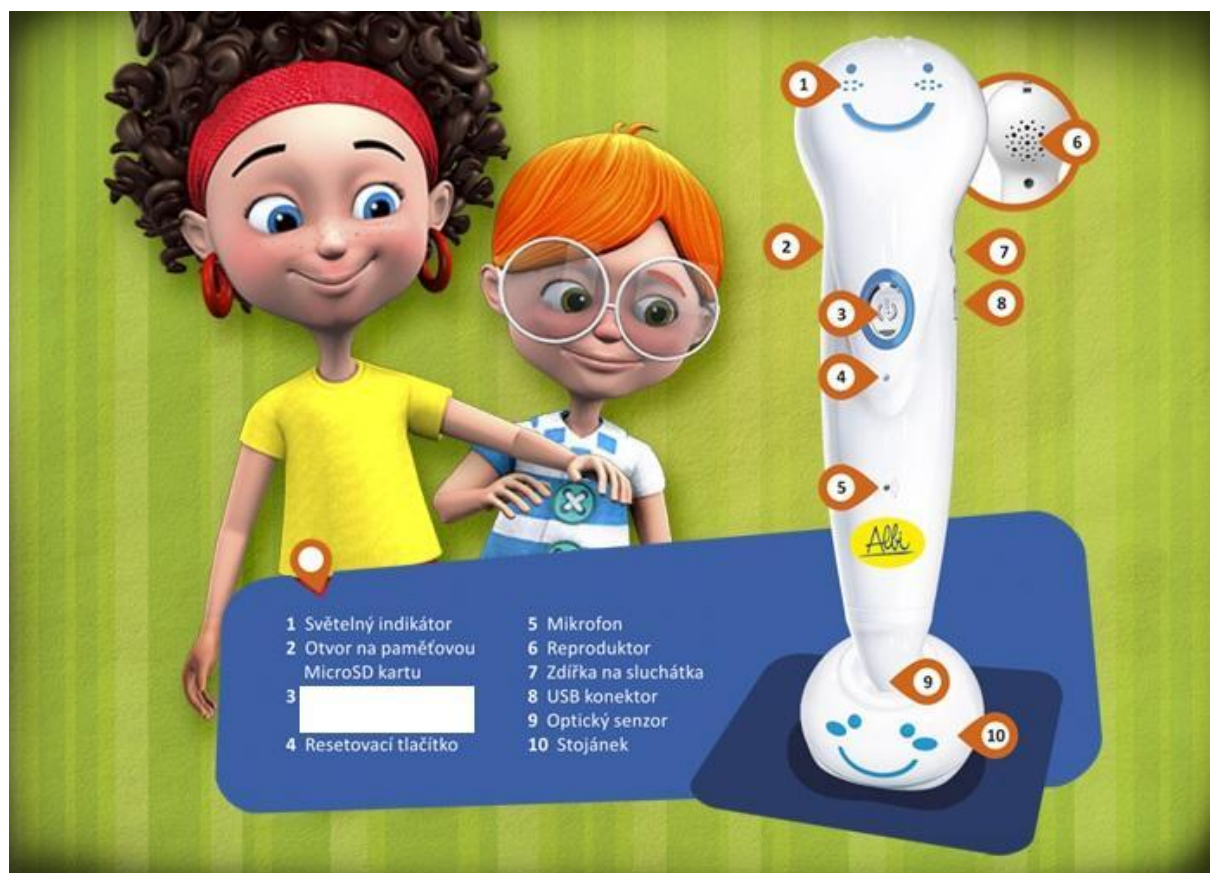 1
2
3
4
5
6
7
8
9
10
Albi
1 Světelný indikátor
2 Otvor na paměťovou
MicroSD kartu
3
4 Resetovací tlačítko
5 Mikrofon
6 Reproduktor
7 Zdířka na sluchátka
8 USB konektor
9 Optický senzor
10 Stojánek